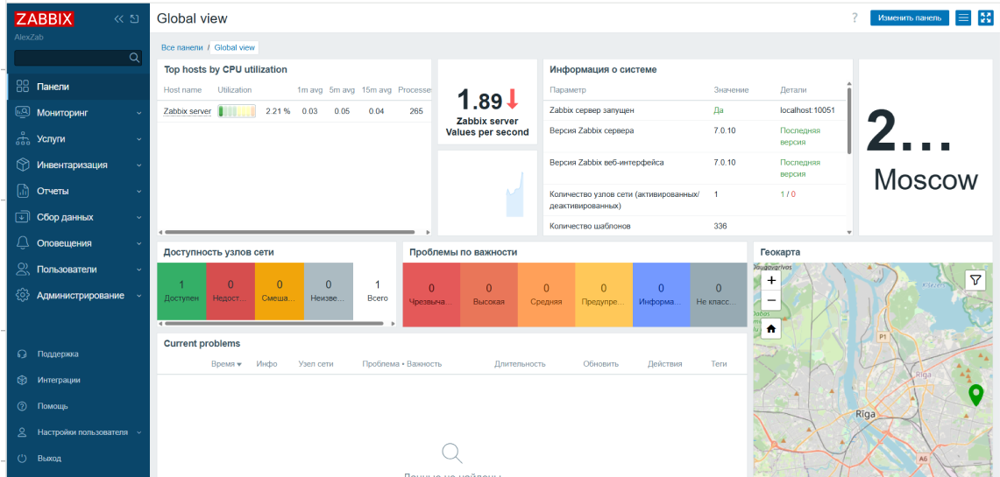 ZABBIX
AlexZab
Панели
Мониторинг
Услуги
Инвентаризация
Отчеты
Сбор данных
Оповещения
Пользователи
Администрирование
Поддержка
Интеграции
Помощь
Настройки пользователя
Выход
Global view
?
Изменить панель
Все панели / Global view
Top hosts by CPU utilization
Host name Utilization 1m avg 5m avg 15m avg Processes
Zabbix server 2.21 % 0.03 0.05 0.04 265
1.89
Zabbix server
Values per second
Информация о системе
Параметр Значение Детали
Zabbix сервер запущен Да localhost:10051
Версия Zabbix сервера 7.0.10 Последняя
версия
Версия Zabbix веб-интерфейса 7.0.10 Последняя
версия
Количество узлов сети (активированных/ 1 1 / 0
деактивированных)
Количество шаблонов 336
2...
Moscow
Доступность узлов сети
1 0 0 0 1
Доступен Недост... Смеша... Неизве... Всего
Проблемы по важности
0 0 0 0 0 0
Чрезвыча... Высокая Средняя Предупре... Информа... Не класс...
Геокарта
+
−
P1
Rīga
Rīga
A6
Current problems
Время Инфо Узел сети Проблема • Важность Длительность Обновить Действия Теги
Данные не найдены